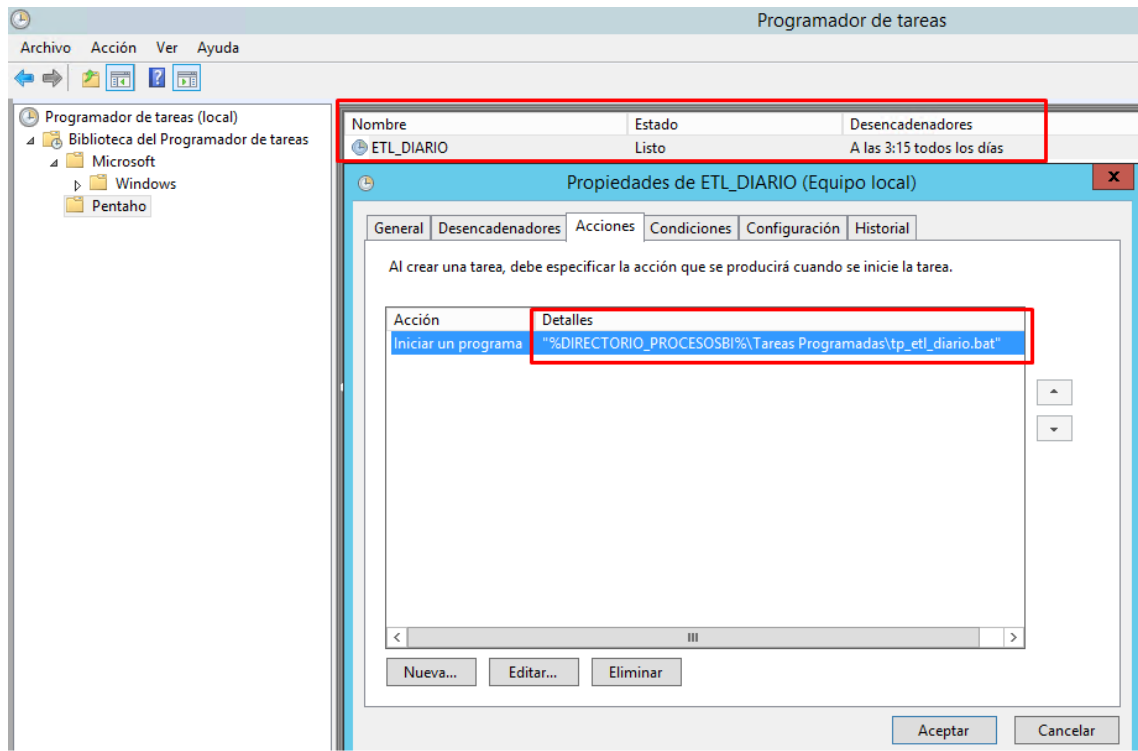 Programador de tareas
Archivo Acción Ver Ayuda
Programador de tareas (local)
Biblioteca del Programador de tareas
Microsoft
Windows
Pentaho
Nombre Estado Desencadenadores
ETL_DIARIO Listo A las 3:15 todos los días
Propiedades de ETL_DIARIO (Equipo local)
x
General Desencadenadores Acciones Condiciones Configuración Historial
Al crear una tarea, debe especificar la acción que se producirá cuando se inicie la tarea.
Acción Detalles
Iniciar un programa "%DIRECTORIO_PROCESOSBI%\Tareas Programadas\tp_etl_diario.bat"
Nueva... Editar... Eliminar
Aceptar Cancelar